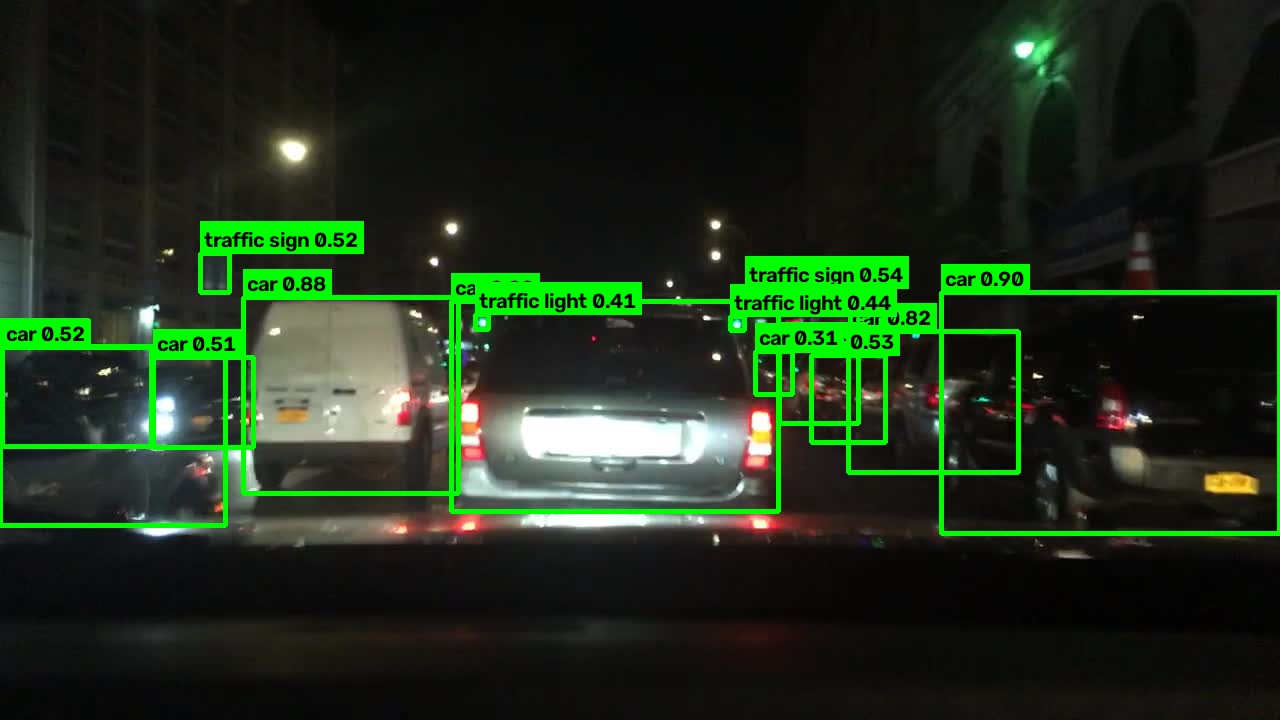 traffic sign 0.52
car 0.88
traffic sign 0.54
car 0.90
traffic light 0.41
traffic light 0.44
car 0.52
car 0.51
car 0.31
0.53
car 0.82